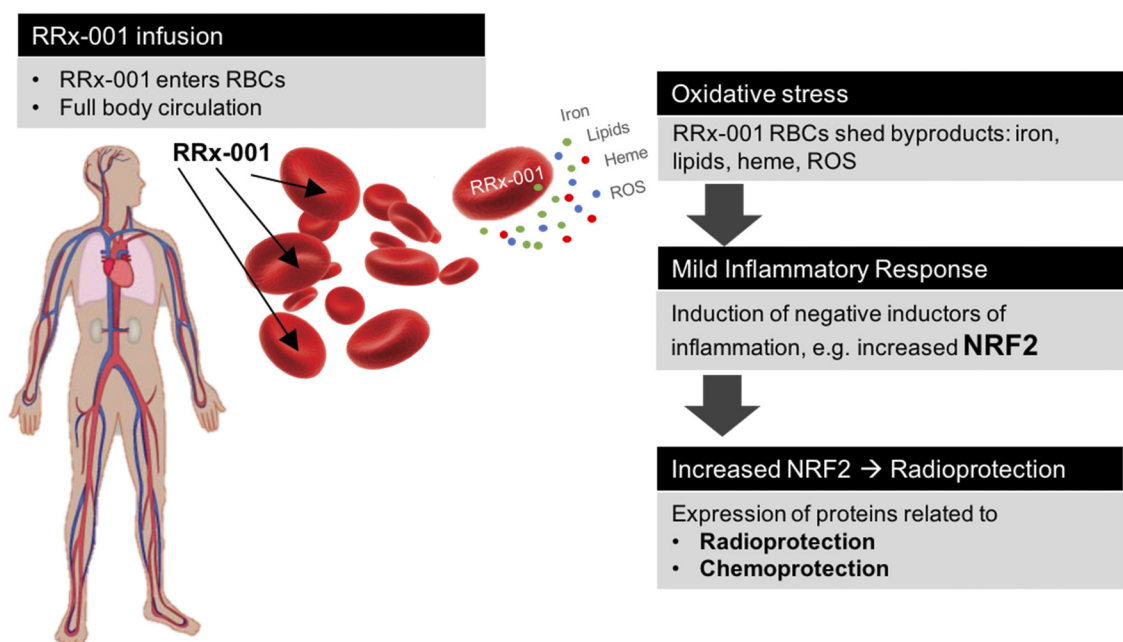 RRx-001 infusion
• RRx-001 enters RBCs
• Full body circulation
RRx-001
RRx-001
Iron
Lipids
Heme
ROS
Oxidative stress
RRx-001 RBCs shed byproducts: iron,
lipids, heme, ROS
Mild Inflammatory Response
Induction of negative inductors of
inflammation, e.g. increased NRF2
Increased NRF2 → Radioprotection
Expression of proteins related to
• Radioprotection
• Chemoprotection